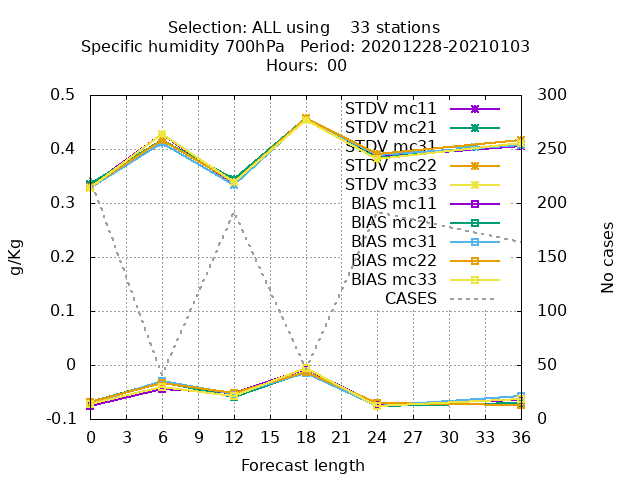 Selection: ALL using    33 stations
Specific humidity 700hPa   Period: 20201228-20210103
Hours: 00
0.5
0.4
0.3
0.2
0.1
0
-0.1
g/Kg
STDV mc11
STDV mc21
STDV mc31
STDV mc22
STDV mc33
BIAS mc11
BIAS mc21
BIAS mc31
BIAS mc22
BIAS mc33
CASES
300
250
200
150
100
50
0
No cases
0 3 6 9 12 15 18 21 24 27 30 33 36
Forecast length